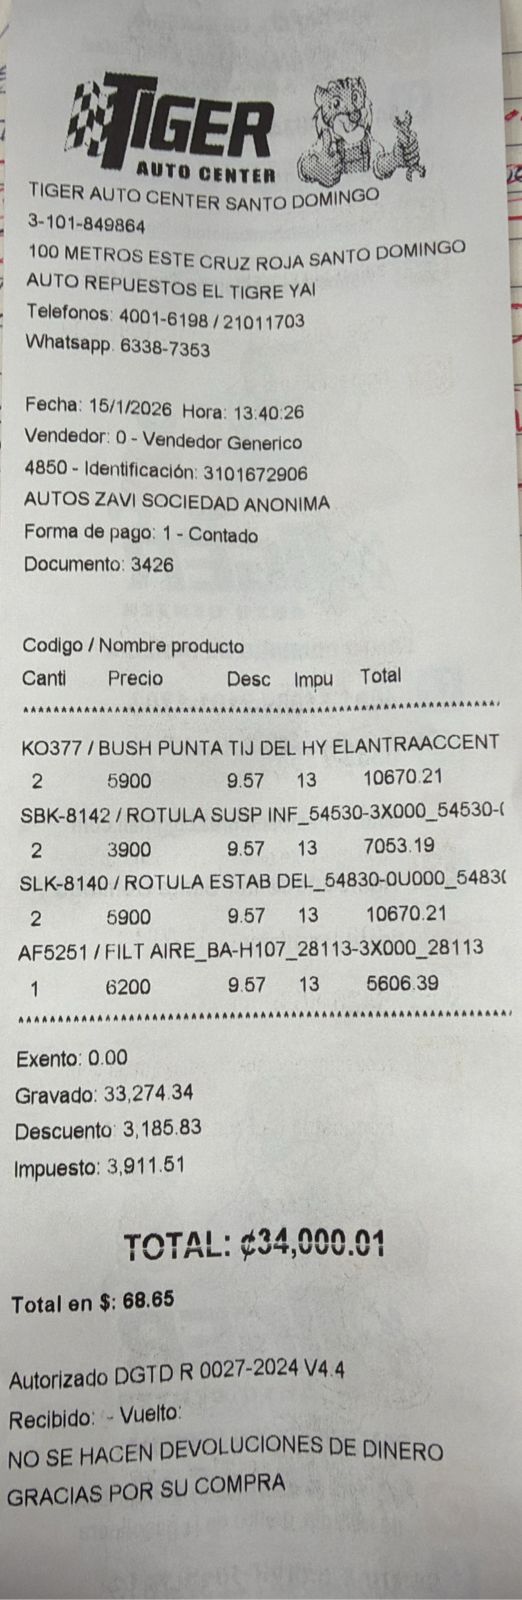 TIGER
AUTO CENTER
TIGER AUTO CENTER SANTO DOMINGO
3-101-849864
100 METROS ESTE CRUZ ROJA SANTO DOMINGO
AUTO REPUESTOS EL TIGRE YAI
Telefonos: 4001-6198 / 21011703
Whatsapp. 6338-7353
Fecha: 15/1/2026 Hora: 13:40:26
Vendedor: 0 - Vendedor Generico
4850 - Identificación: 3101672906
AUTOS ZAVI SOCIEDAD ANONIMA
Forma de pago: 1 - Contado
Documento: 3426
Codigo / Nombre producto
Canti Precio Desc Impu Total
KO377 / BUSH PUNTA TIJ DEL HY ELANTRAACCENT
2 5900 9.57 13 10670.21
SBK-8142 / ROTULA SUSP INF_54530-3X000_54530-(
2 3900 9.57 13 7053.19
SLK-8140 / ROTULA ESTAB DEL_54830-0U000_5483(
2 5900 9.57 13 10670.21
AF5251 / FILT AIRE_BA-H107_28113-3X000_28113
1 6200 9.57 13 5606.39
Exento: 0.00
Gravado: 33,274.34
Descuento: 3,185.83
Impuesto: 3,911.51
TOTAL: ¢34,000.01
Total en $: 68.65
Autorizado DGTD R 0027-2024 V4.4
Recibido: - Vuelto:
NO SE HACEN DEVOLUCIONES DE DINERO
GRACIAS POR SU COMPRA